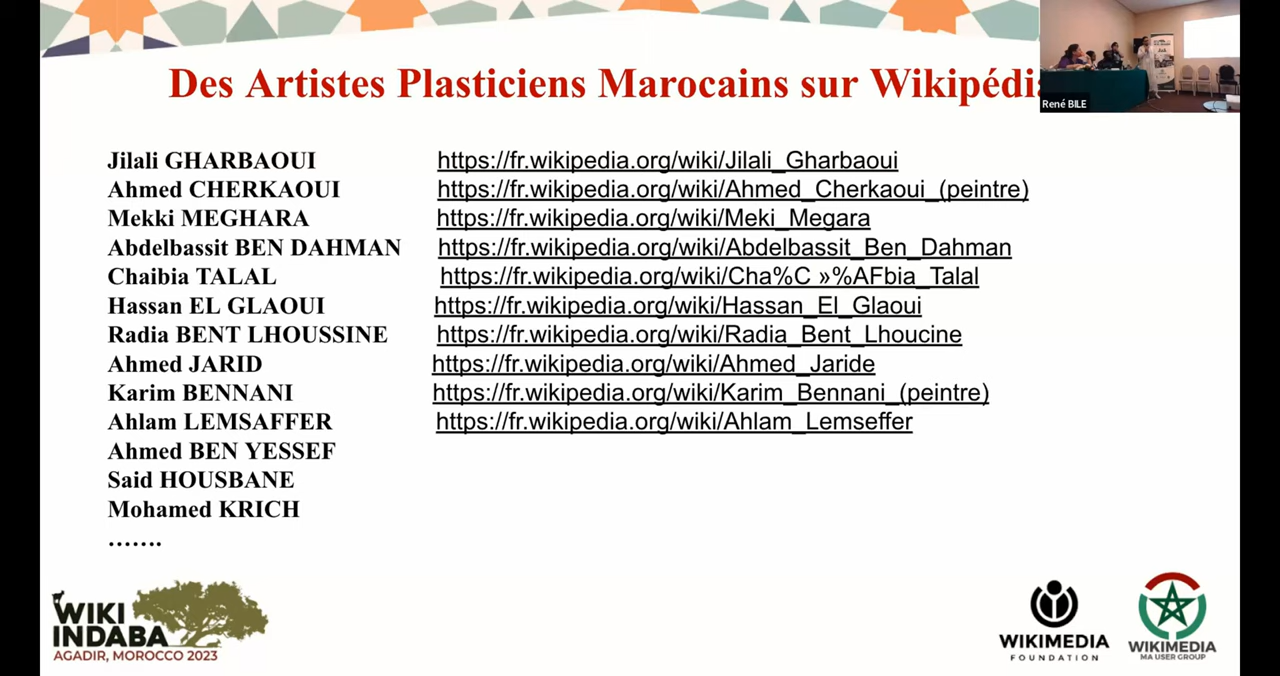 Des Artistes Plasticiens Marocains sur Wikipédia
René BILE
Jilali GHARBAOUI https://fr.wikipedia.org/wiki/Jilali_Gharbaoui
Ahmed CHERKAOUI https://fr.wikipedia.org/wiki/Ahmed_Cherkaoui_(peintre)
Mekki MEGHARA https://fr.wikipedia.org/wiki/Meki_Megara
Abdelbassit BEN DAHMAN https://fr.wikipedia.org/wiki/Abdelbassit_Ben_Dahman
Chaibia TALAL https://fr.wikipedia.org/wiki/Cha%C »%AFbia_Talal
Hassan EL GLAOUI https://fr.wikipedia.org/wiki/Hassan_El_Glaoui
Radia BENT LHOUSSINE https://fr.wikipedia.org/wiki/Radia_Bent_Lhoucine
Ahmed JARID https://fr.wikipedia.org/wiki/Ahmed_Jaride
Karim BENNANI https://fr.wikipedia.org/wiki/Karim_Bennani_(peintre)
Ahlam LEMSAFFER https://fr.wikipedia.org/wiki/Ahlam_Lemseffer
Ahmed BEN YESSEF
Said HOUSBANE
Mohamed KRICH
.......
WIKI
INDABA
AGADIR, MOROCCO 2023
WIKIMEDIA
FOUNDATION
WIKIMEDIA
MA USER GROUP